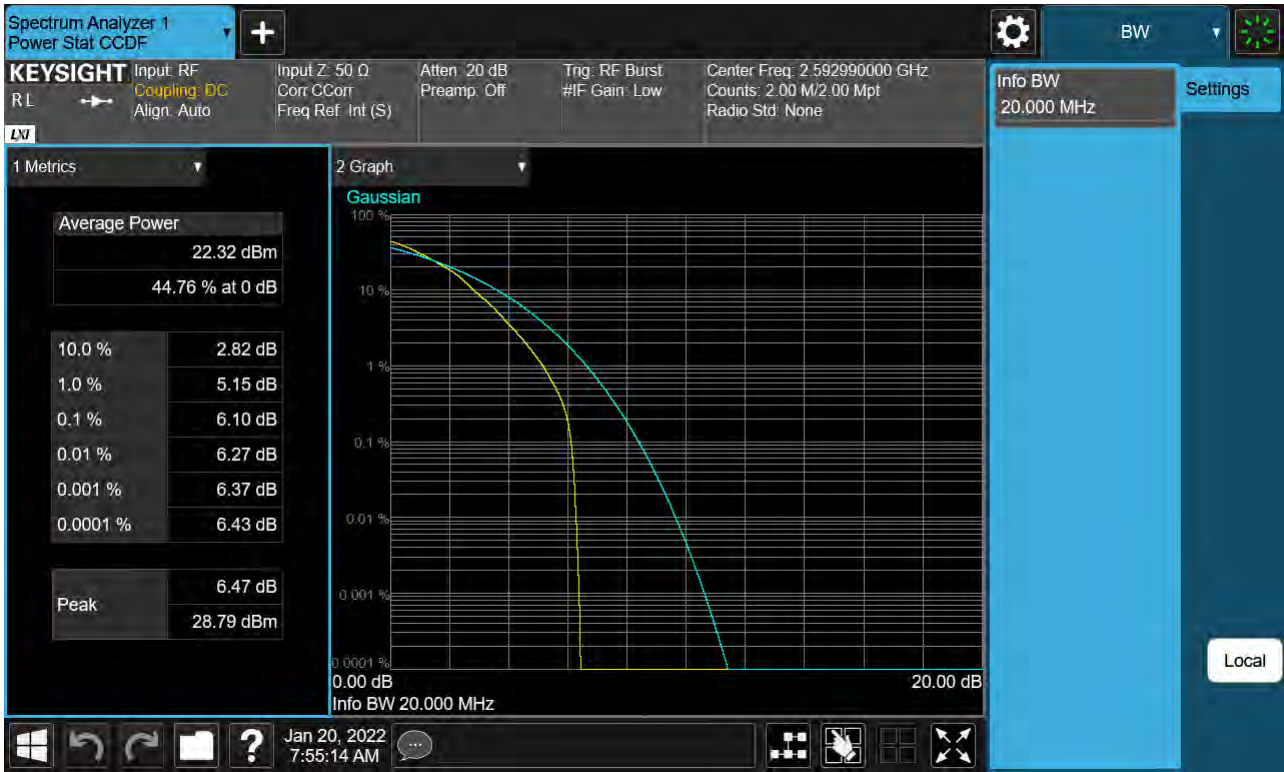 Spectrum Analyzer 1
Power Stat CCDF
BW
KEYSIGHT
RL
LXI
Input: RF
Coupling: DC
Align: Auto
Input Z: 50 Ω
Corr CCorr
Freq Ref: Int (S)
Atten: 20 dB
Preamp: Off
Trig: RF Burst
#IF Gain: Low
Center Freq: 2.592990000 GHz
Counts: 2.00 M/2.00 Mpt
Radio Std: None
Info BW
20.000 MHz
Settings
1 Metrics
Average Power
22.32 dBm
44.76 % at 0 dB
10.0 % 2.82 dB
1.0 % 5.15 dB
0.1 % 6.10 dB
0.01 % 6.27 dB
0.001 % 6.37 dB
0.0001 % 6.43 dB
Peak
6.47 dB
28.79 dBm
2 Graph
Gaussian
100 %
10 %
1 %
0.1 %
0.01 %
0.001 %
0.0001 %
0.00 dB 20.00 dB
Info BW 20.000 MHz
Local
?
Jan 20, 2022
7:55:14 AM